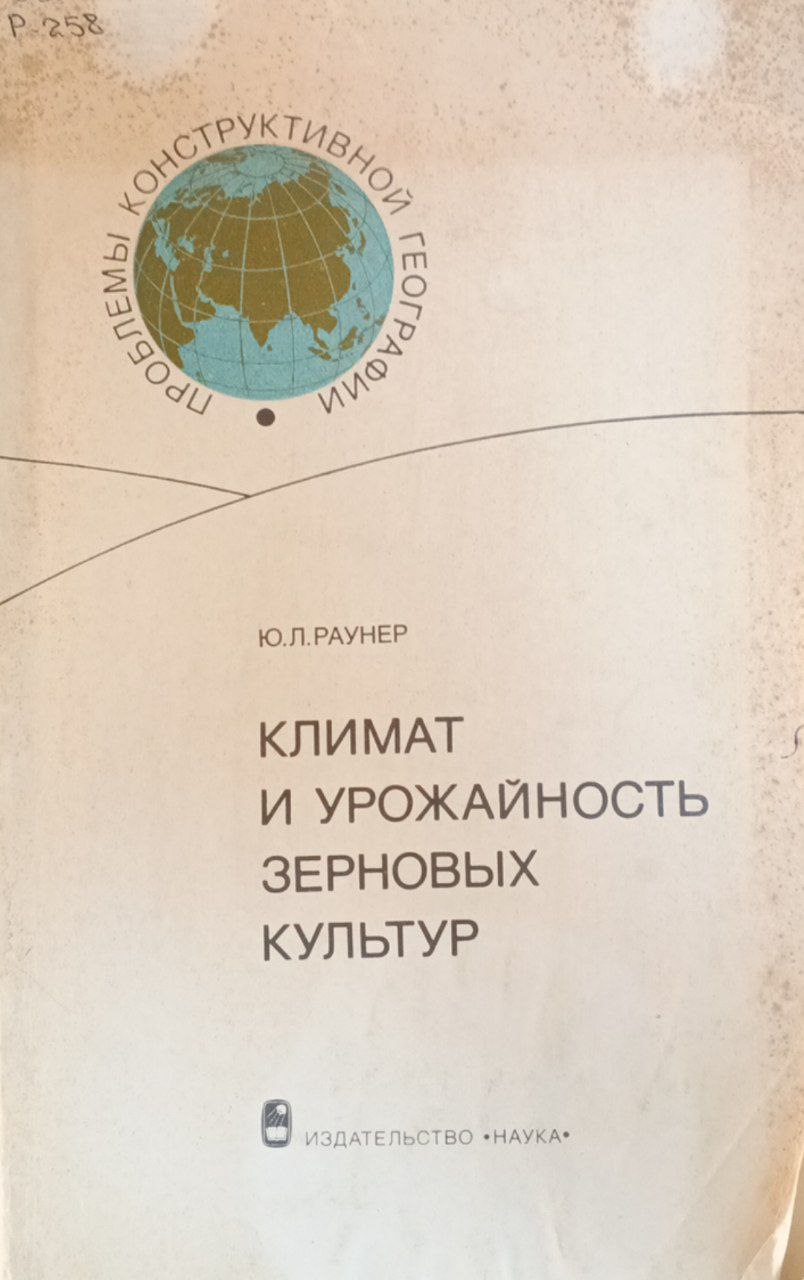 Р 258
ПРОБЛЕМЫ КОНСТРУКТИВНОЙ ГЕОГРАФИИ
Ю.Л.РАУНЕР
КЛИМАТ
И УРОЖАЙНОСТЬ
ЗЕРНОВЫХ
КУЛЬТУР
ИЗДАТЕЛЬСТВО •НАУКА•